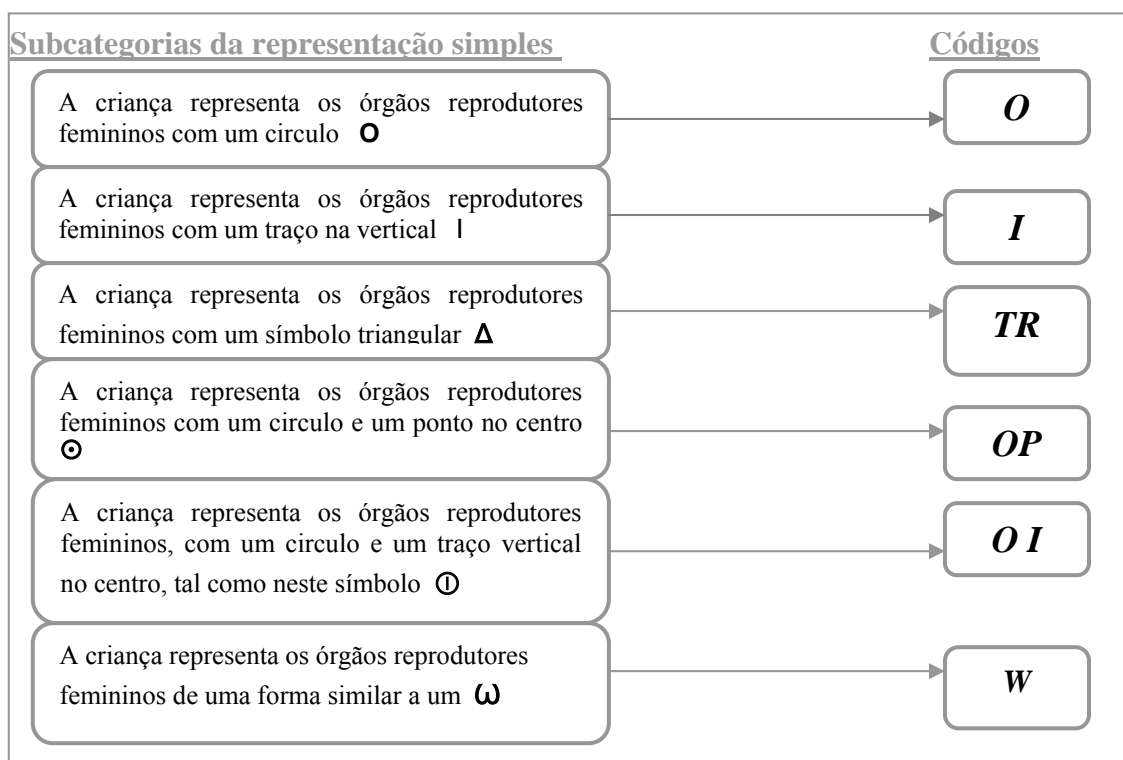 Subcategorias da representação simples Códigos
A criança representa os órgãos reprodutores
femininos com um circulo O
O
A criança representa os órgãos reprodutores
femininos com um traço na vertical I
I
A criança representa os órgãos reprodutores
femininos com um símbolo triangular Δ
TR
A criança representa os órgãos reprodutores
femininos com um circulo e um ponto no centro
⊙
OP
A criança representa os órgãos reprodutores
femininos, com um circulo e um traço vertical
no centro, tal como neste símbolo ⦶
O I
A criança representa os órgãos reprodutores
femininos de uma forma similar a um ω
W